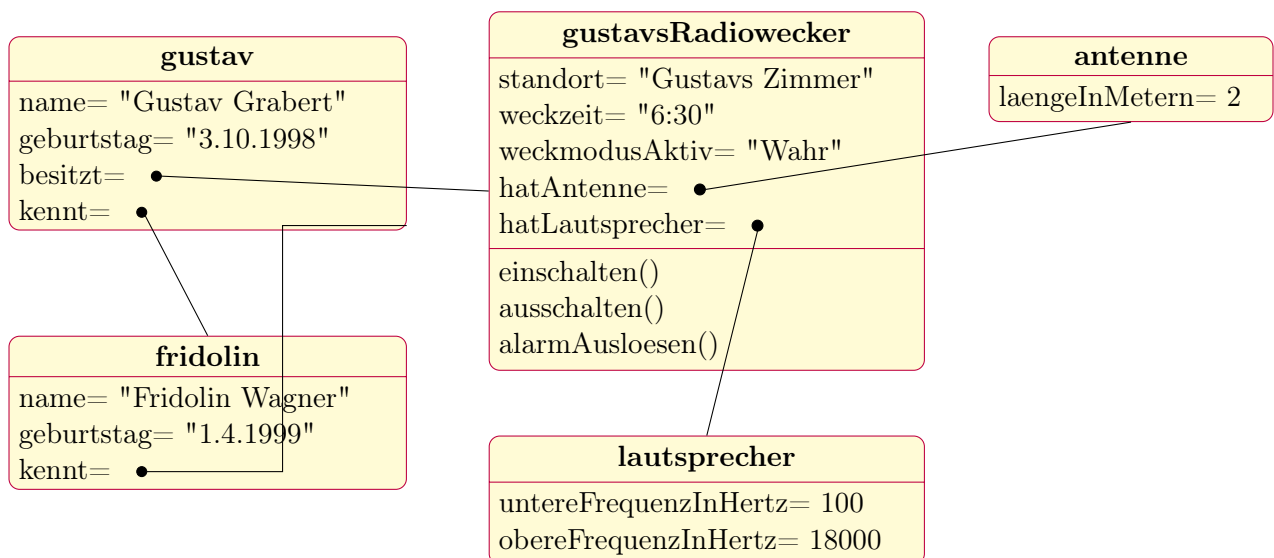 gustav
name= "Gustav Grabert"
geburtstag= "3.10.1998"
besitzt=
kennt=
gustavsRadiowecker
standort= "Gustavs Zimmer"
weckzeit= "6:30"
weckmodusAktiv= "Wahr"
hatAntenne=
hatLautsprecher=
einschalten()
ausschalten()
alarmAusloesen()
antenne
laengeInMetern= 2
fridolin
name= "Fridolin Wagner"
geburtstag= "1.4.1999"
kennt=
lautsprecher
untereFrequenzInHertz= 100
obereFrequenzInHertz= 18000